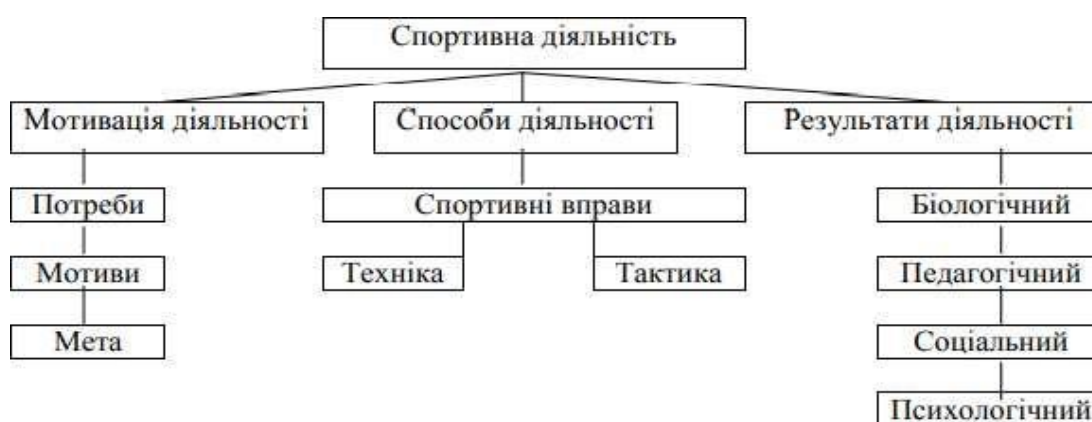 Спортивна діяльність
Мотивація діяльності
Способи діяльності
Результати діяльності
Потреби
Спортивні вправи
Біологічний
Мотиви
Техніка
Тактика
Педагогічний
Мета
Соціальний
Психологічний